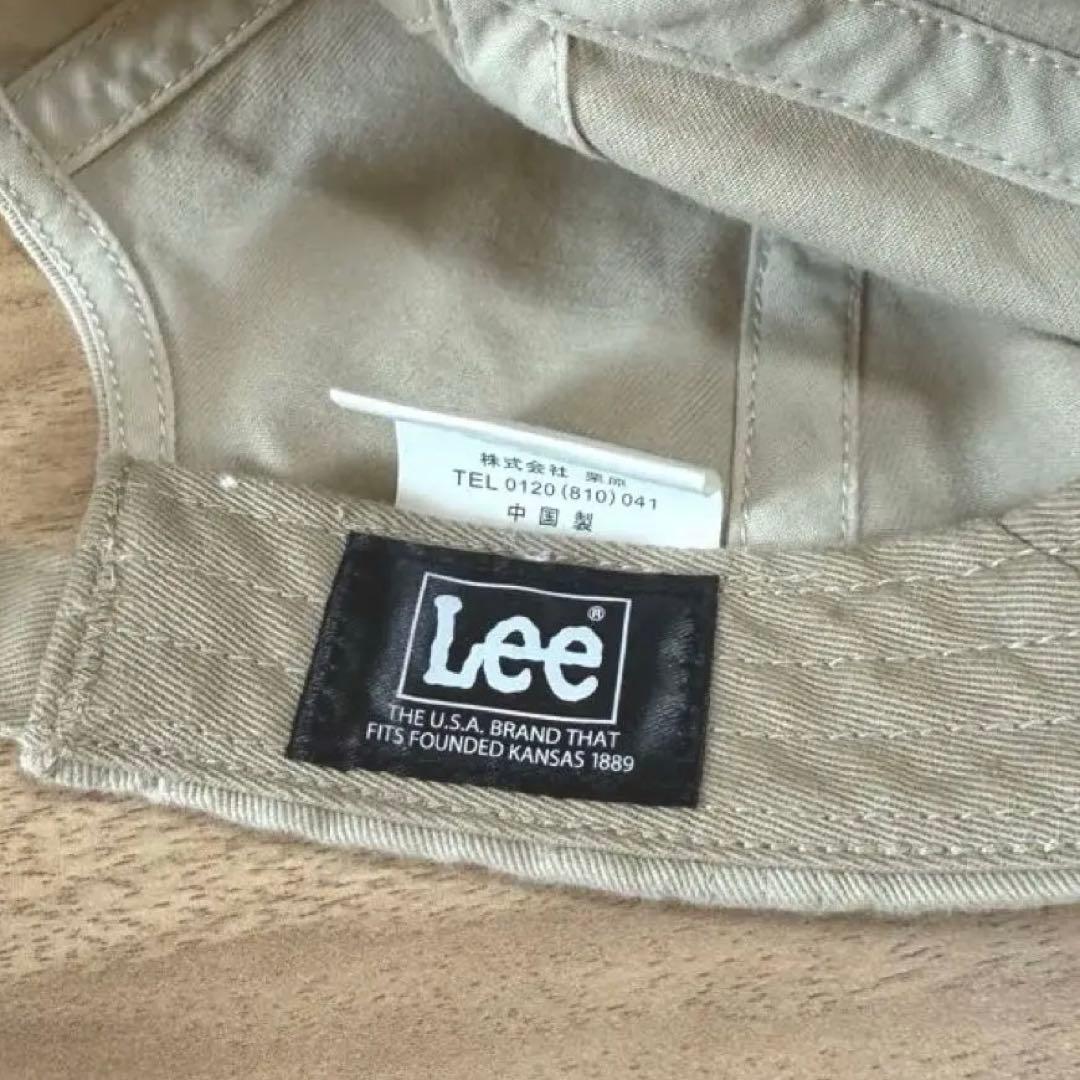 株式会社 栗原
TEL 0120(810)041
中国製
Lee®
THE U.S.A. BRAND THAT
FITS FOUNDED KANSAS 1889